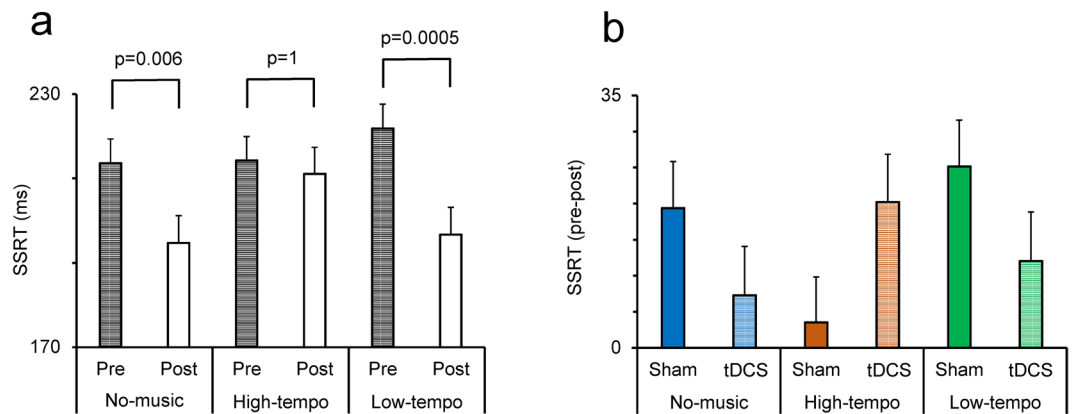 a
p=0.006
p=1
p=0.0005
230
SSRT (ms)
170
Pre Post Pre Post Pre Post
No-music High-tempo Low-tempo
b
35
SSRT (pre-post)
0
Sham tDCS Sham tDCS Sham tDCS
No-music High-tempo Low-tempo